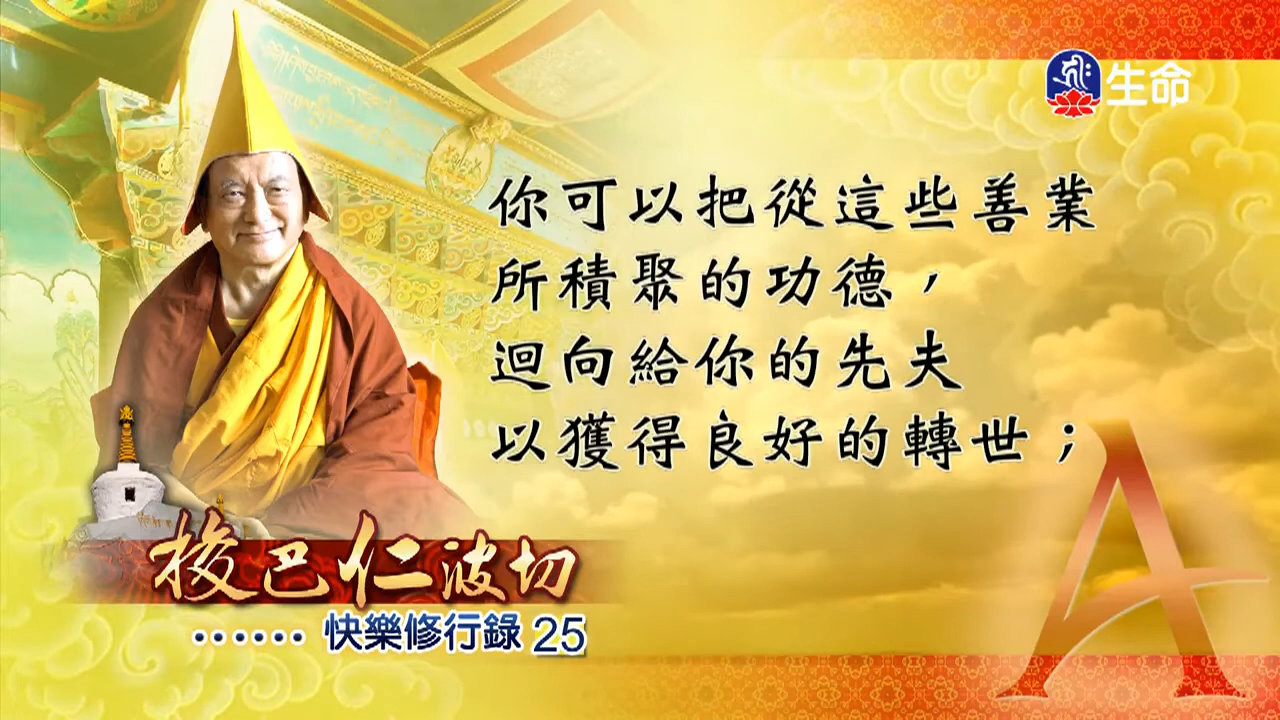 生命
你可以把從這些善業
所積聚的功德，
迴向給你的先夫
以獲得良好的轉世；
A
梭巴仁波切
……快樂修行錄 25